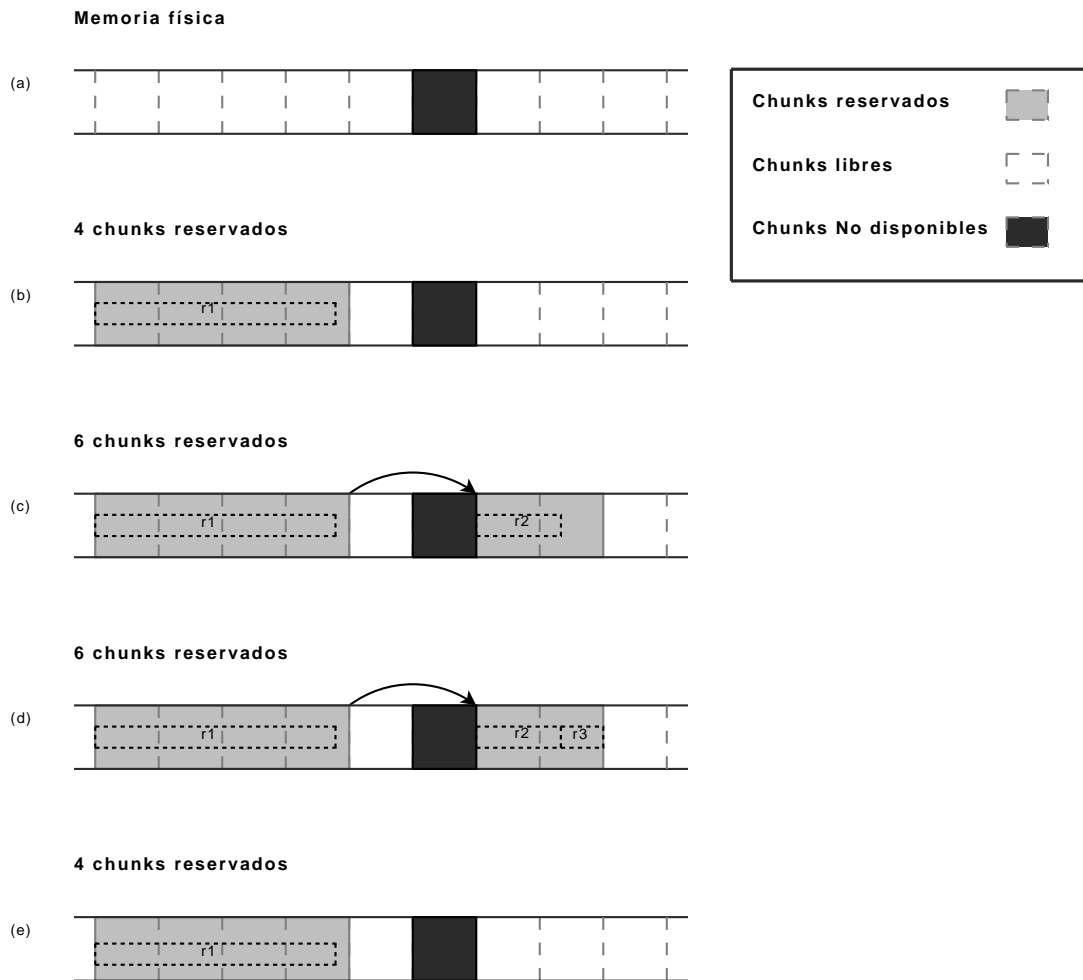 Memoria física
(a)
Chunks reservados
Chunks libres
Chunks No disponibles
4 chunks reservados
(b)
r1
6 chunks reservados
(c)
r1
r2
6 chunks reservados
(d)
r1
r2
r3
4 chunks reservados
(e)
r1